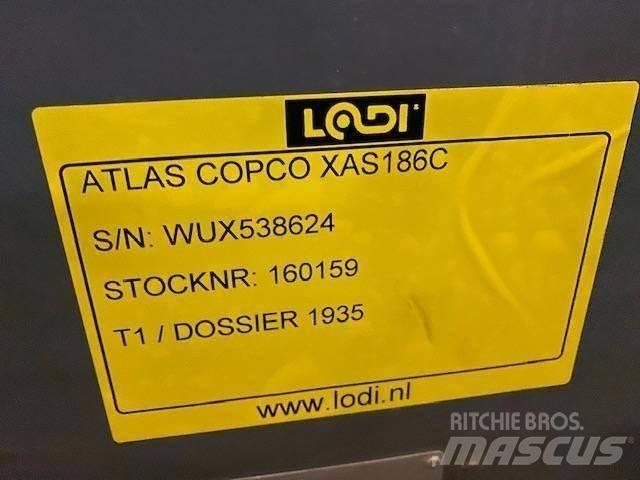 LODI
ATLAS COPCO XAS186C
S/N: WUX538624
STOCKNR: 160159
T1 / DOSSIER 1935
www.lodi.nl
RITCHIE BROS.
MASCUS